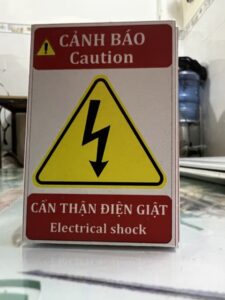 CẢNH BÁO
Caution
CẨN THẬN ĐIỆN GIẬT
Electrical shock